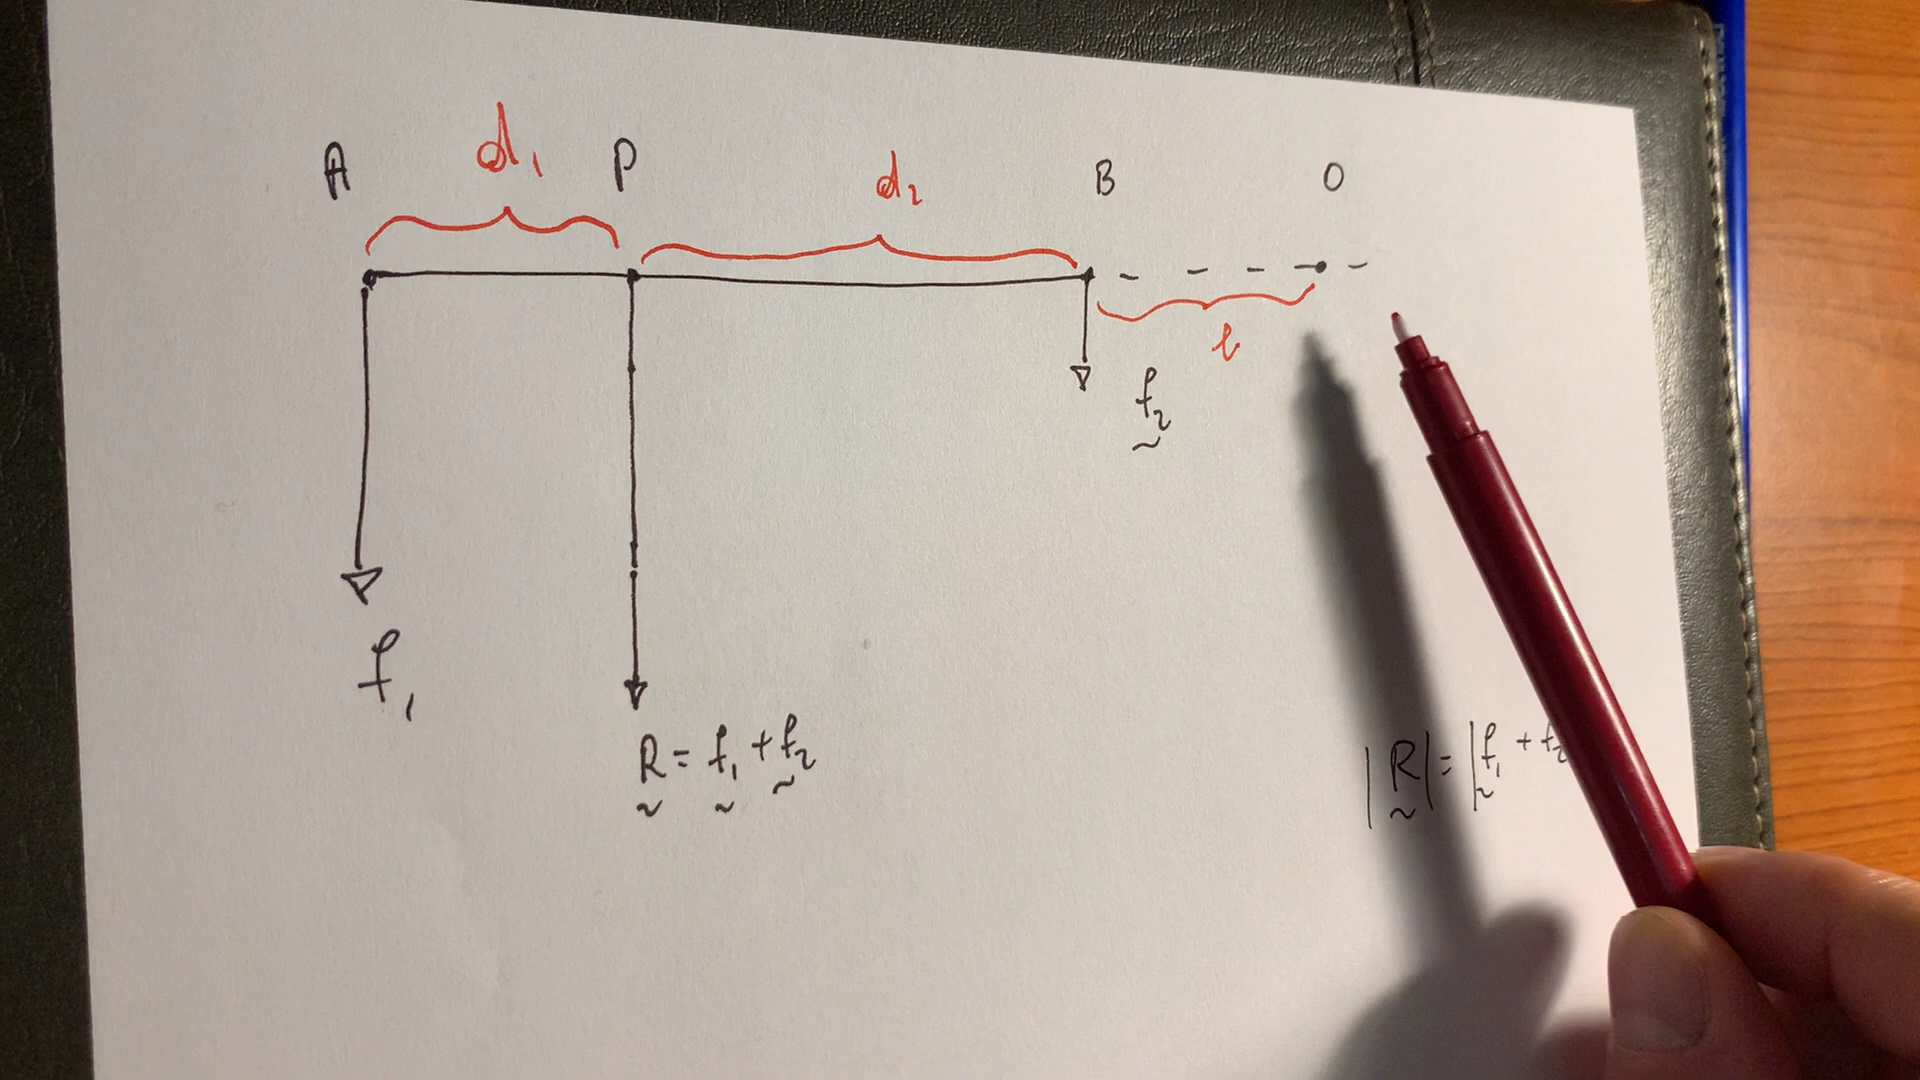 A d₁ P d₂ B O
l
f₂
f₁
R = f₁ + f₂
|R| = |f₁ + f₂